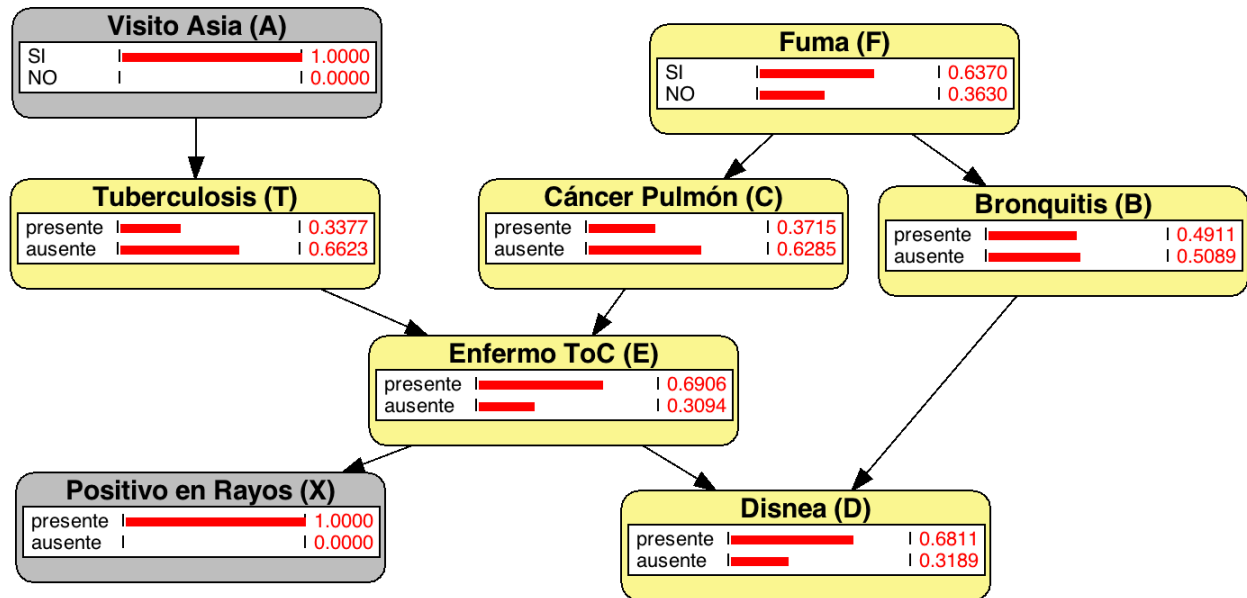 Visito Asia (A)
SI 1.0000
NO 0.0000
Fuma (F)
SI 0.6370
NO 0.3630
Tuberculosis (T)
presente 0.3377
ausente 0.6623
Cáncer Pulmón (C)
presente 0.3715
ausente 0.6285
Bronquitis (B)
presente 0.4911
ausente 0.5089
Enfermo ToC (E)
presente 0.6906
ausente 0.3094
Positivo en Rayos (X)
presente 1.0000
ausente 0.0000
Disnea (D)
presente 0.6811
ausente 0.3189